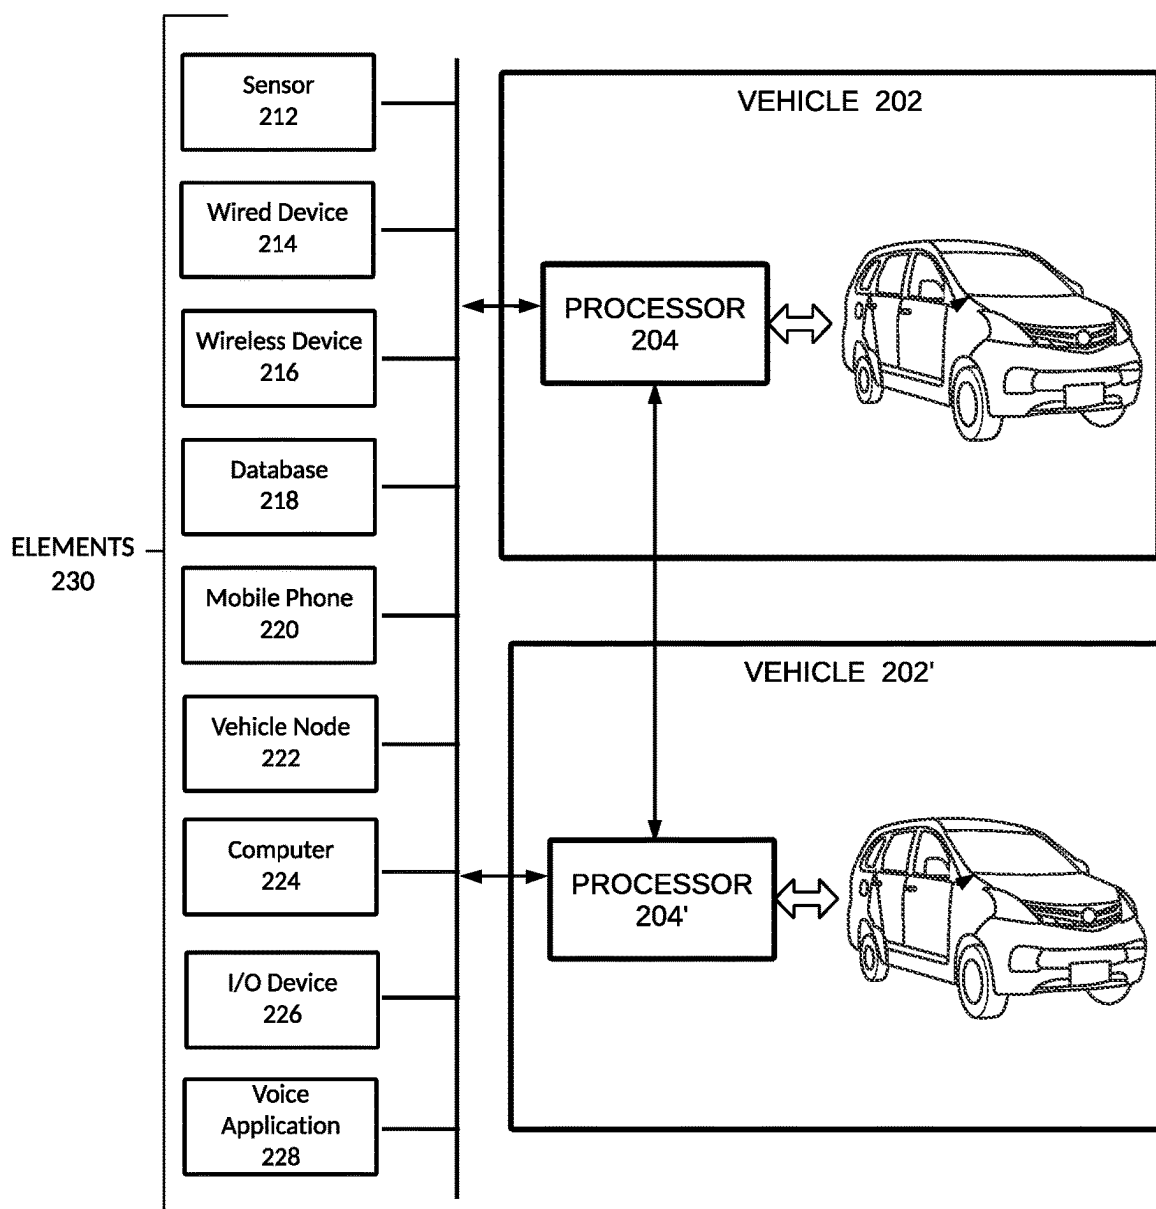 ELEMENTS
230
Sensor
212
Wired Device
214
Wireless Device
216
Database
218
Mobile Phone
220
Vehicle Node
222
Computer
224
I/O Device
226
Voice
Application
228
VEHICLE 202
PROCESSOR
204
VEHICLE 202'
PROCESSOR
204'